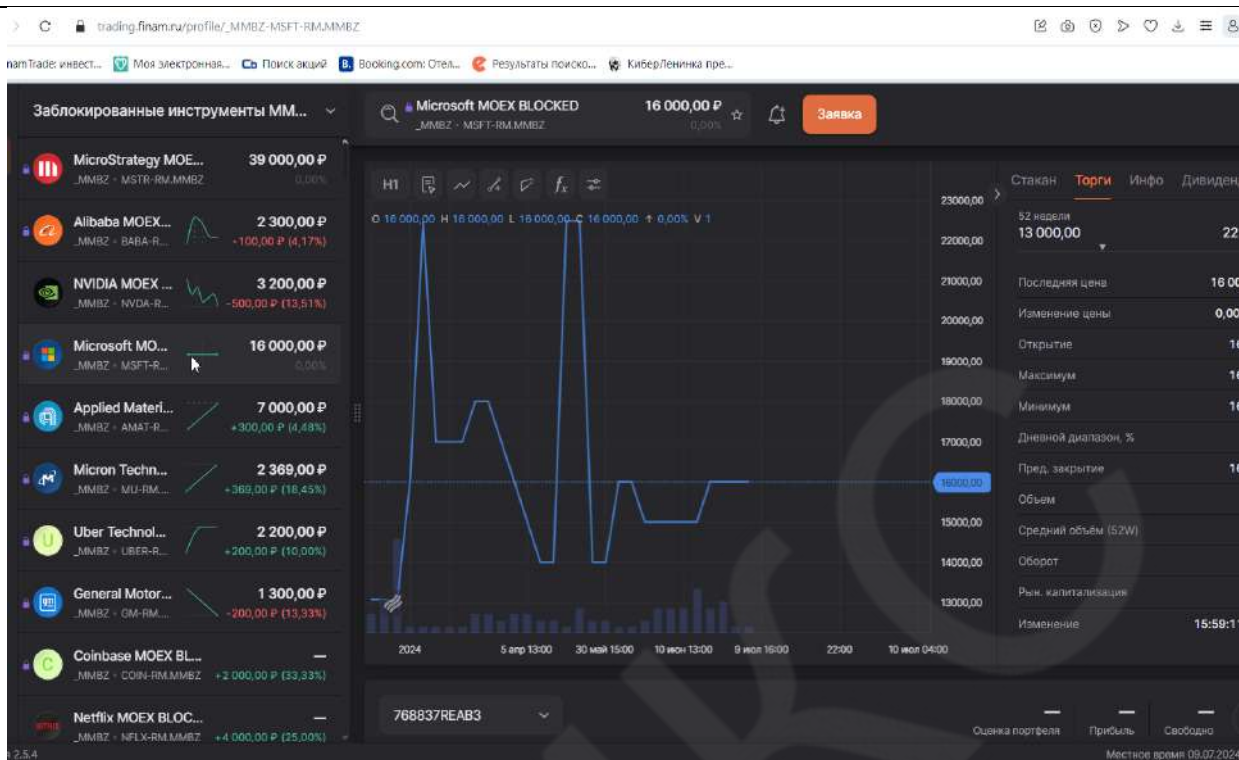 trading.finam.ru/profile/_MMBZ-MSFT-RM.MMBZ
namTrade: инвест... Моя электронная... Поиск акций Booking.com: Отел... Результаты поиско... КиберЛенинка пре...
Заблокированные инструменты ММ...
Microsoft MOEX BLOCKED 16 000,00 ₽
_MMBZ · MSFT-RM.MMBZ 0,00%
Заявка
MicroStrategy MOE... 39 000,00 ₽
_MMBZ · MSTR-RM.MMBZ 0,00%
Alibaba MOEX... 2 300,00 ₽
_MMBZ · BABA-R... -100,00 ₽ (4,17%)
NVIDIA MOEX ... 3 200,00 ₽
_MMBZ · NVDA-R... -500,00 ₽ (13,51%)
Microsoft MO... 16 000,00 ₽
_MMBZ · MSFT-R... 0,00%
Applied Materi... 7 000,00 ₽
_MMBZ · AMAT-R... +300,00 ₽ (4,48%)
Micron Techn... 2 369,00 ₽
_MMBZ · MU-RM.... +369,00 ₽ (18,45%)
Uber Technol... 2 200,00 ₽
_MMBZ · UBER-R... +200,00 ₽ (10,00%)
General Motor... 1 300,00 ₽
_MMBZ · GM-RM.... -200,00 ₽ (13,33%)
Coinbase MOEX BL... —
_MMBZ · COIN-RM.MMBZ +2 000,00 ₽ (33,33%)
Netflix MOEX BLOC... —
_MMBZ · NFLX-RM.MMBZ +4 000,00 ₽ (25,00%)
2.5.4
H1
O 16 000,00 H 16 000,00 L 16 000,00 C 16 000,00 ↑ 0,00% V 1
23000,00
22000,00
21000,00
20000,00
19000,00
18000,00
17000,00
16000,00
15000,00
14000,00
13000,00
2024 5 апр 13:00 30 май 15:00 10 июн 13:00 9 июл 16:00 22:00 10 июл 04:00
Стакан Торги Инфо Дивиден
52 недели
13 000,00 22
Последняя цена 16 00
Изменение цены 0,00
Открытие 16
Максимум 16
Минимум 16
Дневной диапазон, %
Пред. закрытие 16
Объем
Средний объём (52W)
Оборот
Рын. капитализация
Изменение 15:59:1
768837REAB3
Оценка портфеля Прибыль Свободно
Местное время 09.07.2024